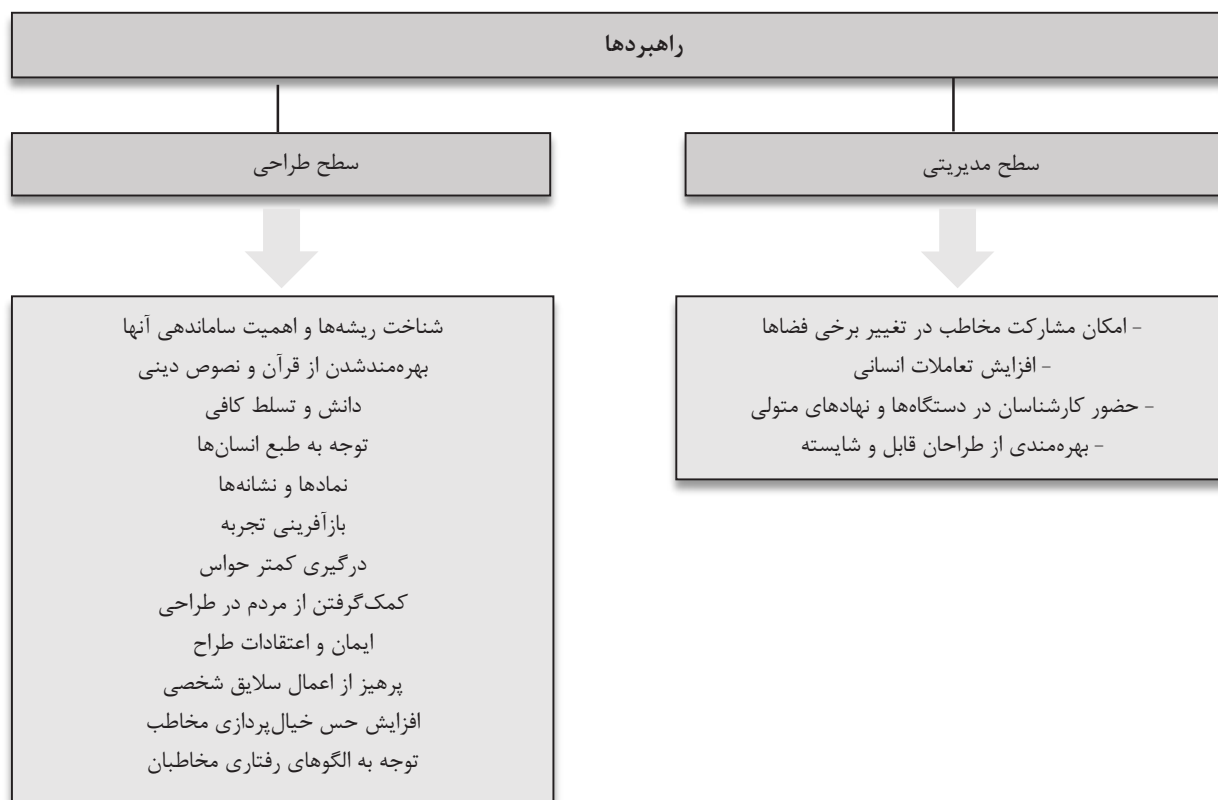 راهبردها
سطح مدیریتی
- امکان مشارکت مخاطب در تغییر برخی فضاها
- افزایش تعاملات انسانی
- حضور کارشناسان در دستگاه‌ها و نهادهای متولی
- بهره‌مندی از طراحان قابل و شایسته
سطح طراحی
شناخت ریشه‌ها و اهمیت ساماندهی آنها
بهره‌مندشدن از قرآن و نصوص دینی
دانش و تسلط کافی
توجه به طبع انسان‌ها
نمادها و نشانه‌ها
بازآفرینی تجربه
درگیری کمتر حواس
کمک‌گرفتن از مردم در طراحی
ایمان و اعتقادات طراح
پرهیز از اعمال سلایق شخصی
افزایش حس خیال‌پردازی مخاطب
توجه به الگوهای رفتاری مخاطبان